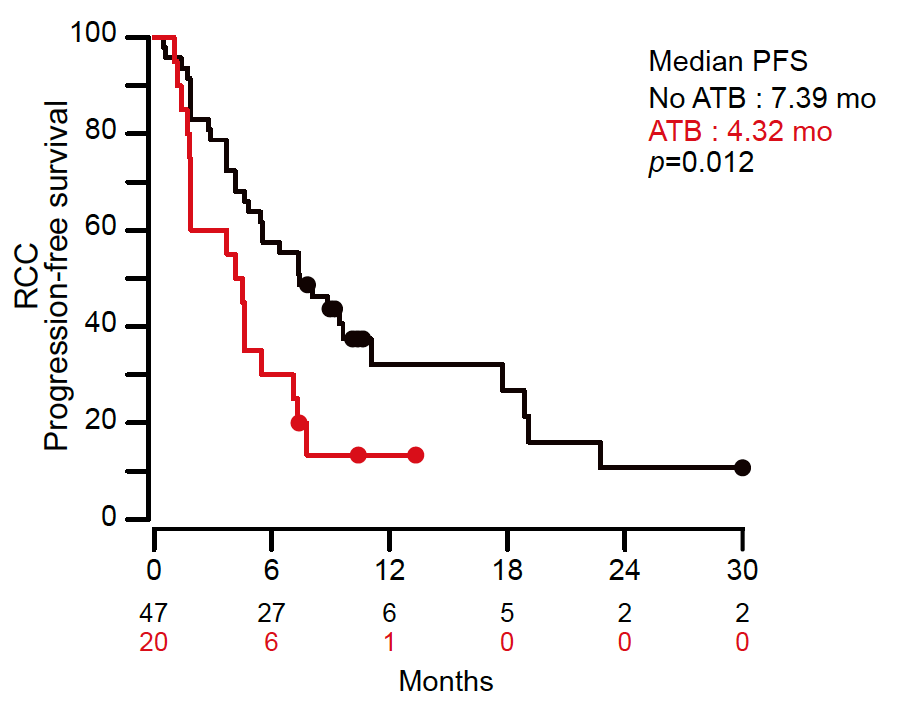 RCC
Progression-free survival
100
80
60
40
20
0
Median PFS
No ATB : 7.39 mo
ATB : 4.32 mo
p=0.012
0 6 12 18 24 30
47 27 6 5 2 2
20 6 1 0 0 0
Months